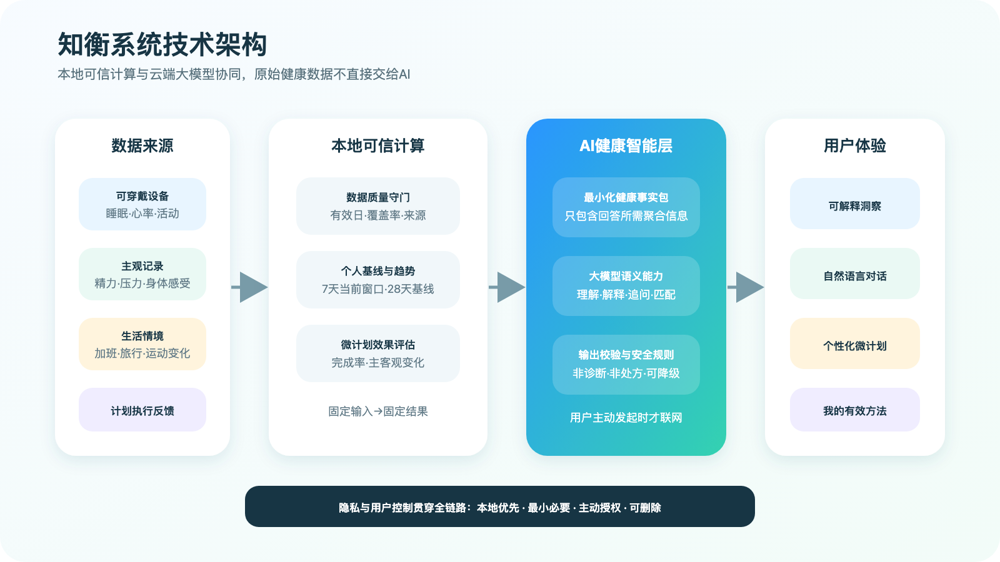 知衡系统技术架构
本地可信计算与云端大模型协同，原始健康数据不直接交给AI
数据来源
可穿戴设备
睡眠·心率·活动
主观记录
精力·压力·身体感受
生活情境
加班·旅行·运动变化
计划执行反馈
本地可信计算
数据质量守门
有效日·覆盖率·来源
个人基线与趋势
7天当前窗口·28天基线
微计划效果评估
完成率·主客观变化
固定输入→固定结果
AI健康智能层
最小化健康事实包
只包含回答所需聚合信息
大模型语义能力
理解·解释·追问·匹配
输出校验与安全规则
非诊断·非处方·可降级
用户主动发起时才联网
用户体验
可解释洞察
自然语言对话
个性化微计划
我的有效方法
隐私与用户控制贯穿全链路：本地优先 · 最小必要 · 主动授权 · 可删除